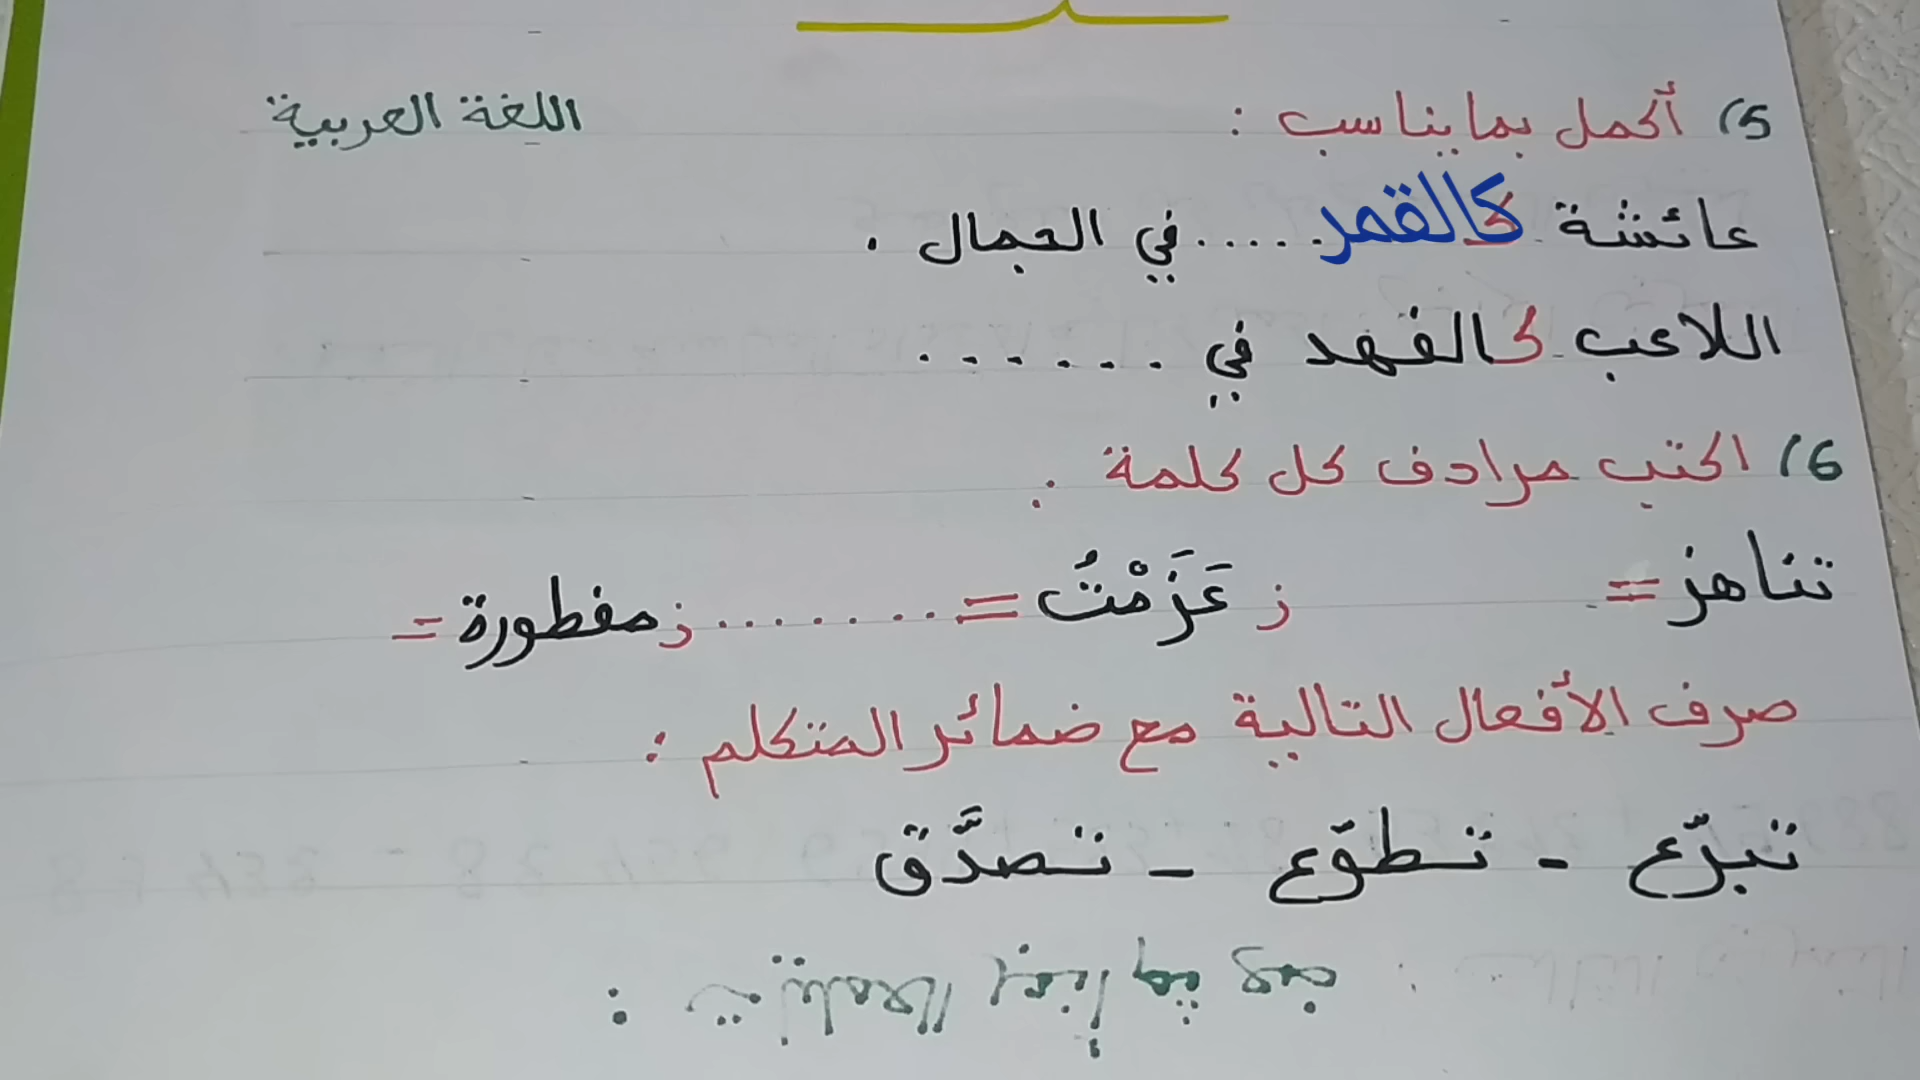 اللغة العربية
5) أكمل بما يناسب :
عائشة كالقمر ..... في الجمال .
اللاعب كالفهد في ......
6) اكتب مرادف كل كلمة :
تناهز = ز عَزَمْتُ = ........ ز مفطورة =
صرف الأفعال التالية مع ضمائر المتكلم :
تبرّع - تطوّع - تصدَّق